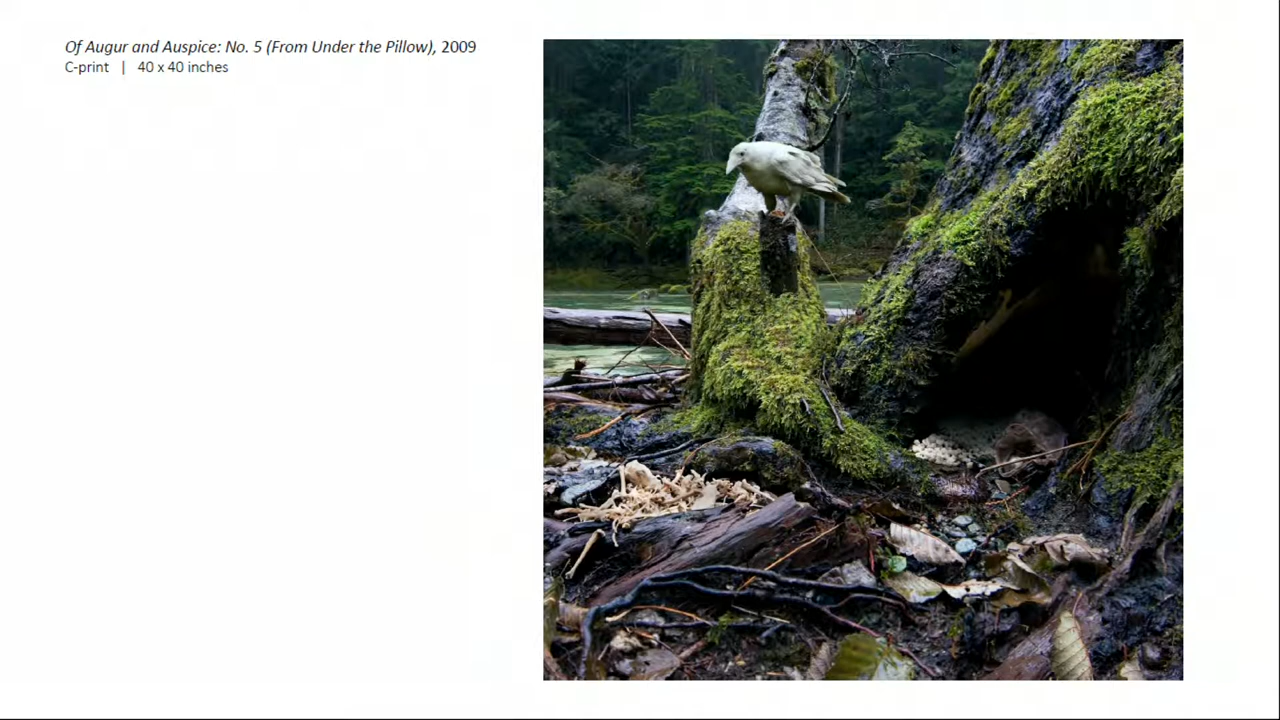 Of Augur and Auspice: No. 5 (From Under the Pillow), 2009
C-print | 40 x 40 inches